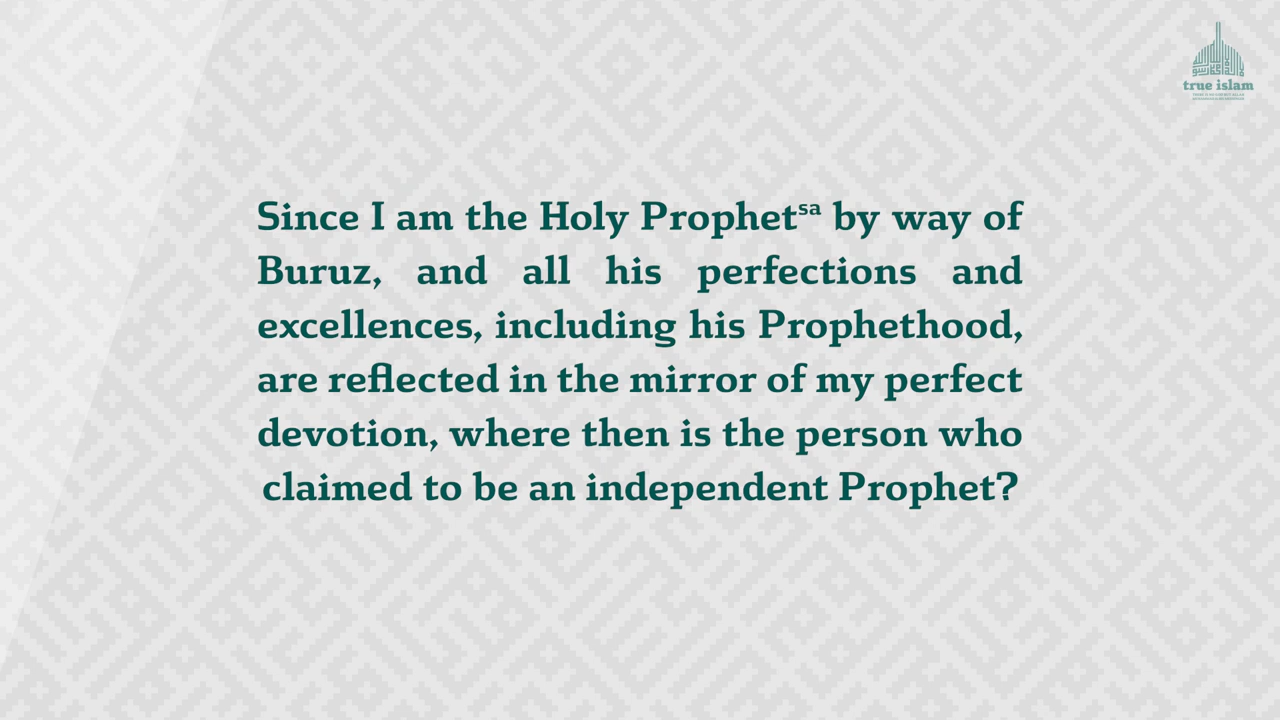 true islam
Since I am the Holy Prophetˢᵃ by way of
Buruz, and all his perfections and
excellences, including his Prophethood,
are reflected in the mirror of my perfect
devotion, where then is the person who
claimed to be an independent Prophet?